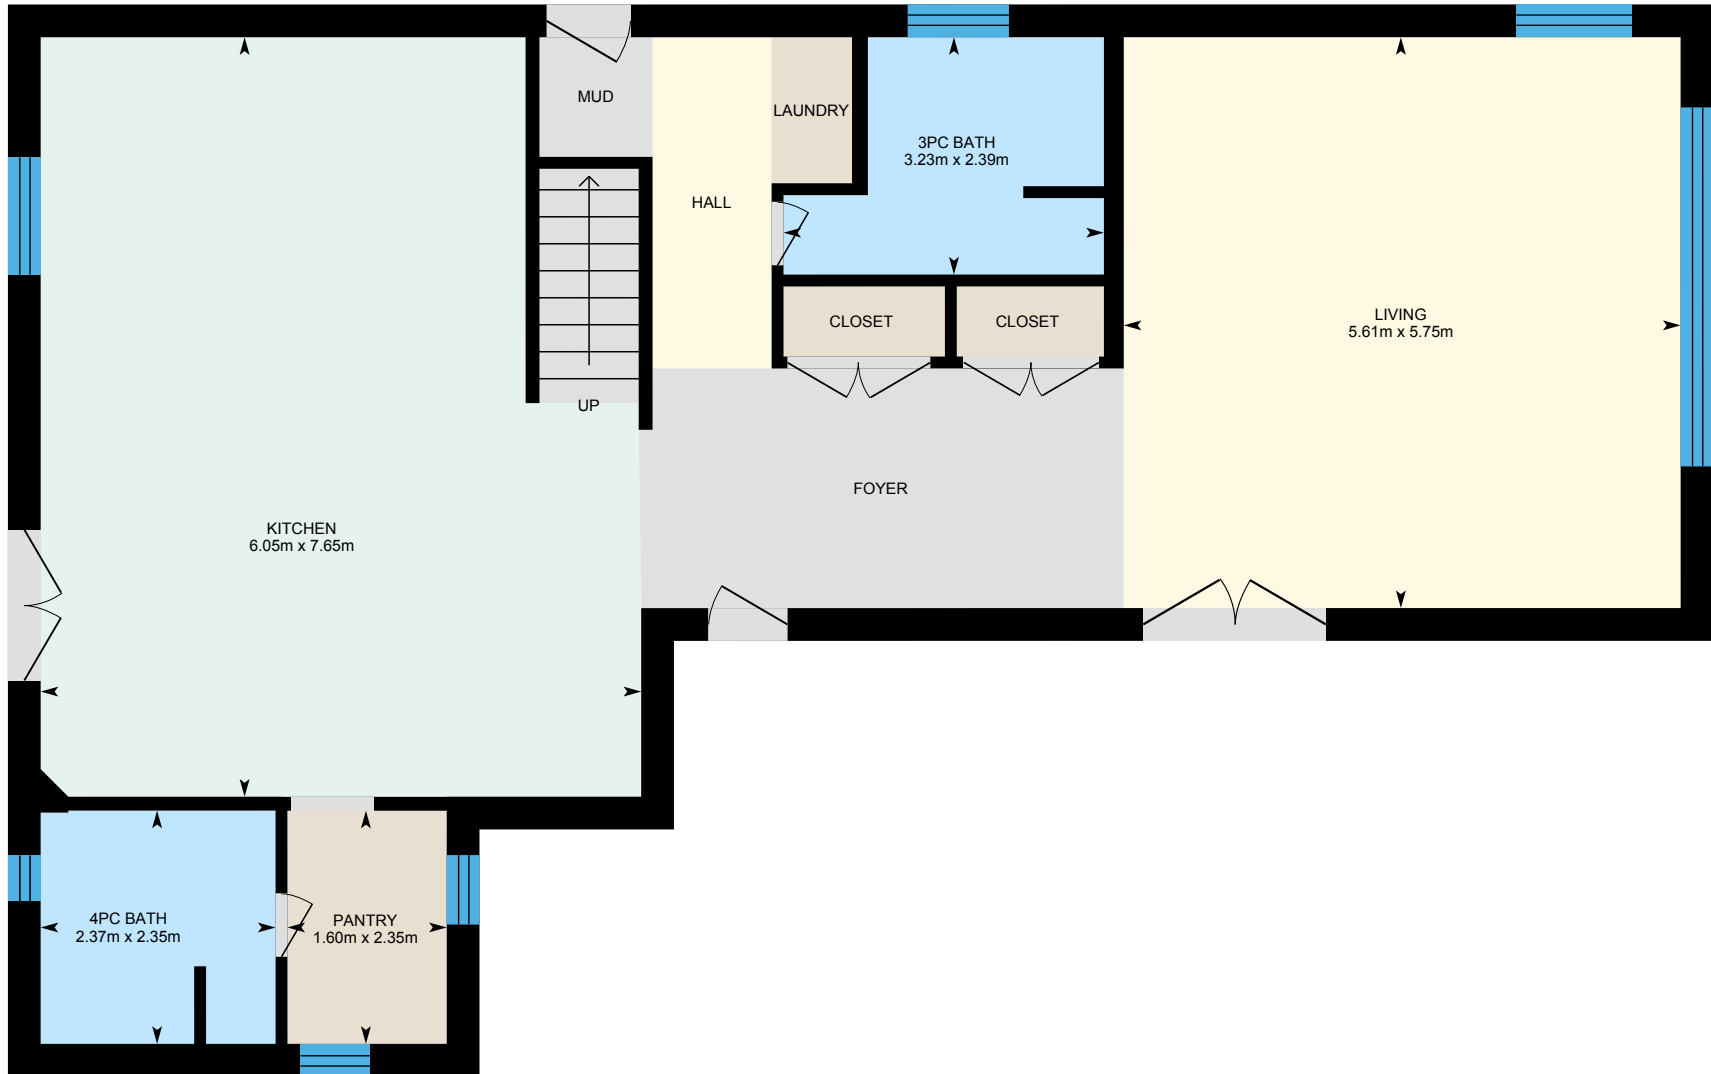 MUD
LAUNDRY
3PC BATH
3.23m x 2.39m
HALL
CLOSET
CLOSET
LIVING
5.61m x 5.75m
UP
FOYER
KITCHEN
6.05m x 7.65m
4PC BATH
2.37m x 2.35m
PANTRY
1.60m x 2.35m